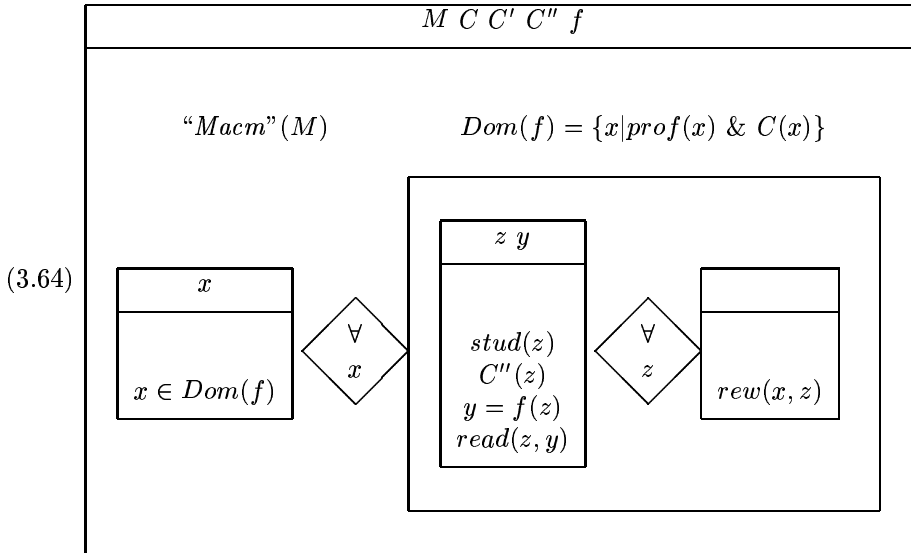 M C C′ C″ f
“Macm”(M) Dom(f) = {x|prof(x) & C(x)}
(3.64)
x
x ∈ Dom(f)
∀
x
z y
stud(z)
C″(z)
y = f(z)
read(z, y)
∀
z
rew(x, z)